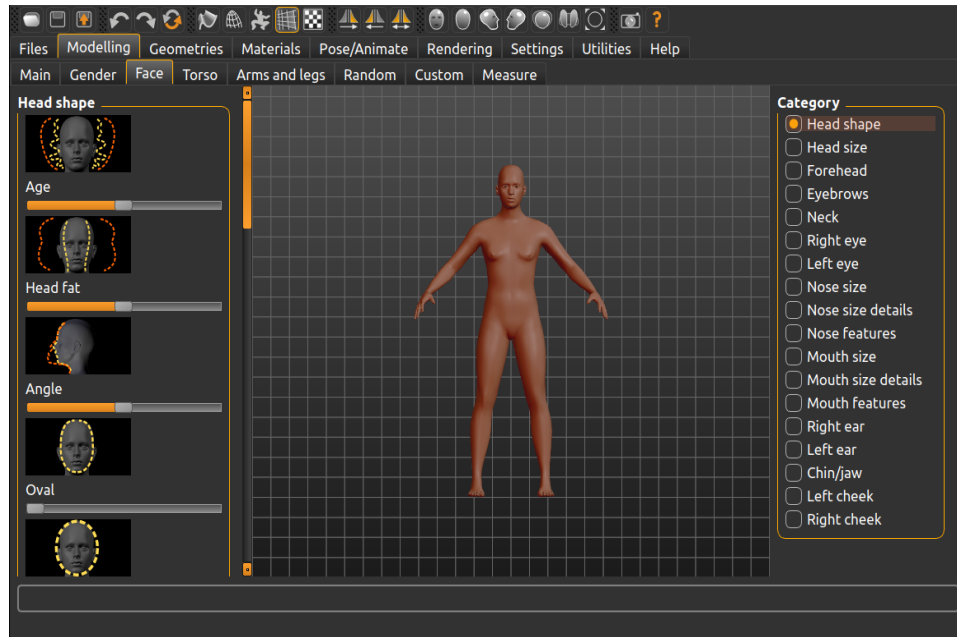 ?
Files Modelling Geometries Materials Pose/Animate Rendering Settings Utilities Help
Main Gender Face Torso Arms and legs Random Custom Measure
Head shape
Age
Head fat
Angle
Oval
Category
Head shape
Head size
Forehead
Eyebrows
Neck
Right eye
Left eye
Nose size
Nose size details
Nose features
Mouth size
Mouth size details
Mouth features
Right ear
Left ear
Chin/jaw
Left cheek
Right cheek